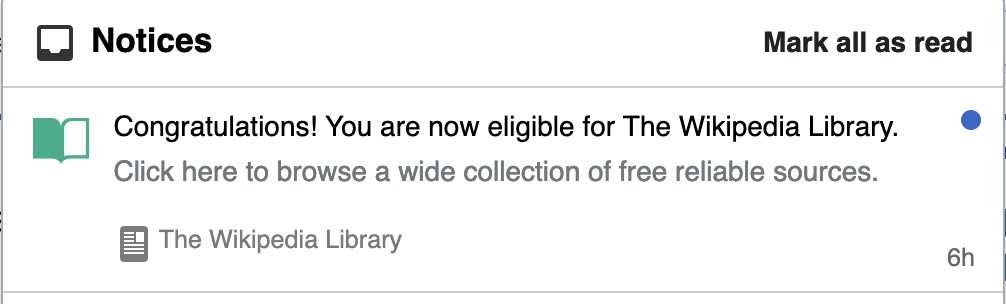 Notices
Mark all as read
Congratulations! You are now eligible for The Wikipedia Library.
Click here to browse a wide collection of free reliable sources.
The Wikipedia Library
6h